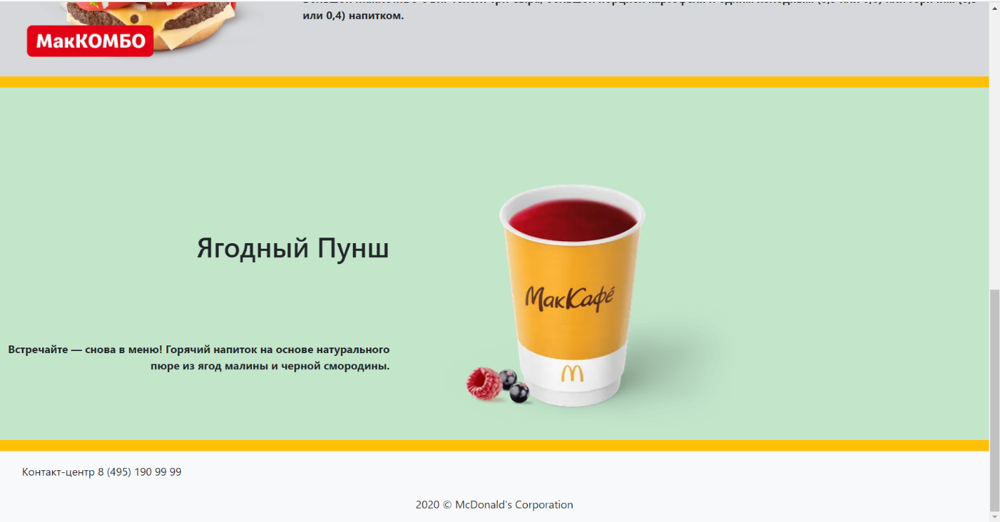 или 0,4) напитком.
МакКОМБО
Ягодный Пунш
МакКафе́
Встречайте — снова в меню! Горячий напиток на основе натурального
пюре из ягод малины и черной смородины.
Контакт-центр 8 (495) 190 99 99
2020 © McDonald's Corporation